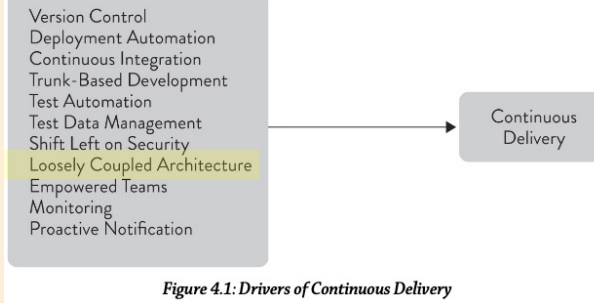 Version Control
Deployment Automation
Continuous Integration
Trunk-Based Development
Test Automation
Test Data Management
Shift Left on Security
Loosely Coupled Architecture
Empowered Teams
Monitoring
Proactive Notification
Continuous
Delivery
Figure 4.1: Drivers of Continuous Delivery